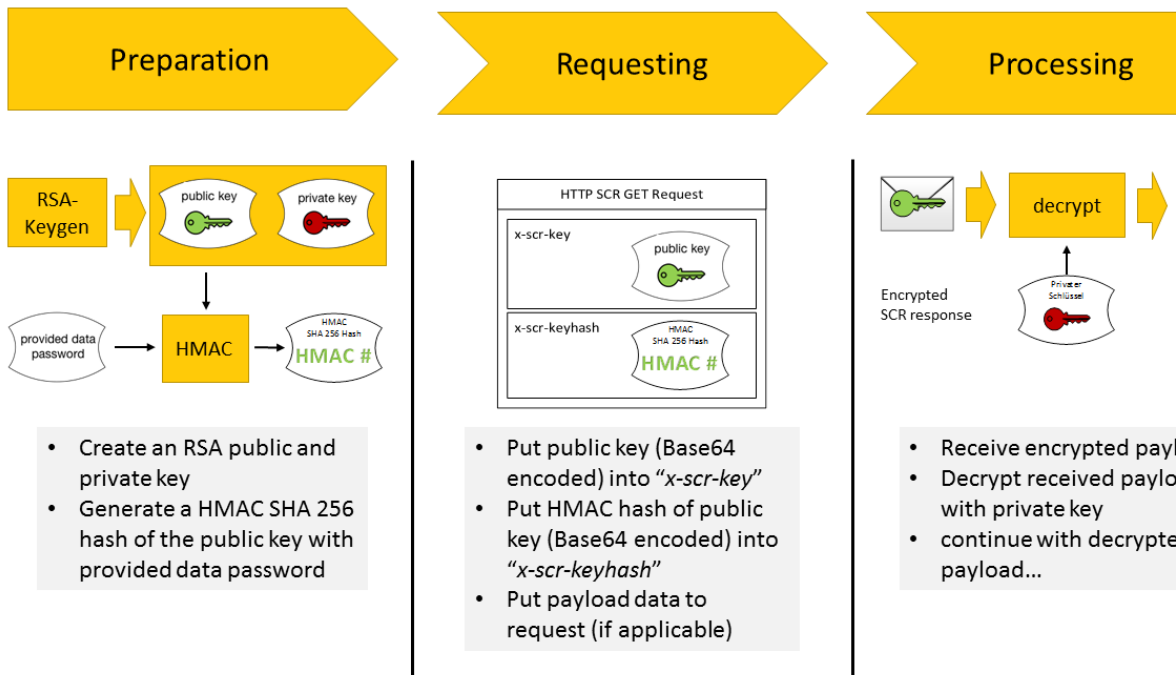 Preparation
Requesting
Processing
RSA-
Keygen
public key
private key
provided data
password
HMAC
HMAC
SHA 256 Hash
HMAC #
• Create an RSA public and
private key
• Generate a HMAC SHA 256
hash of the public key with
provided data password
HTTP SCR GET Request
x-scr-key
public key
x-scr-keyhash
HMAC
SHA 256 Hash
HMAC #
• Put public key (Base64
encoded) into “x-scr-key”
• Put HMAC hash of public
key (Base64 encoded) into
“x-scr-keyhash”
• Put payload data to
request (if applicable)
decrypt
Encrypted
SCR response
Privater
Schlüssel
• Receive encrypted payl
• Decrypt received paylo
with private key
• continue with decrypte
payload...